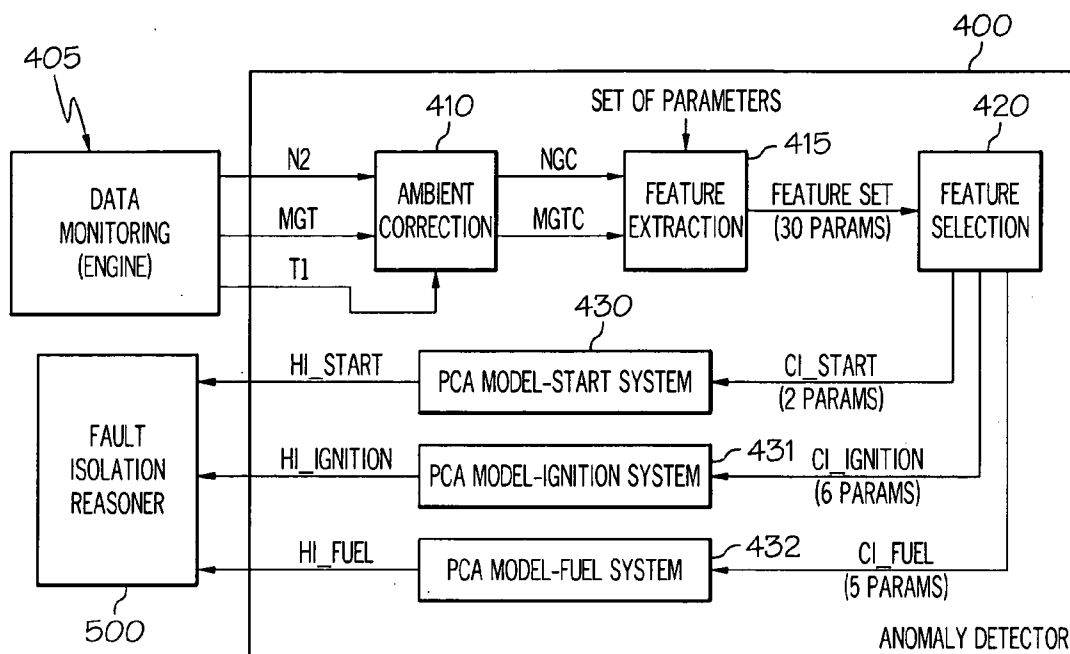 400
405
SET OF PARAMETERS
410
420
N2
NGC
415
DATA
MONITORING
(ENGINE)
AMBIENT
CORRECTION
FEATURE
EXTRACTION
FEATURE SET
(30 PARAMS)
FEATURE
SELECTION
MGT
MGTC
T1
430
HI_START
PCA MODEL-START SYSTEM
CI_START
(2 PARAMS)
FAULT
ISOLATION
REASONER
HI_IGNITION
PCA MODEL-IGNITION SYSTEM
431
CI_IGNITION
(6 PARAMS)
HI_FUEL
PCA MODEL-FUEL SYSTEM
432
CI_FUEL
(5 PARAMS)
500
ANOMALY DETECTOR